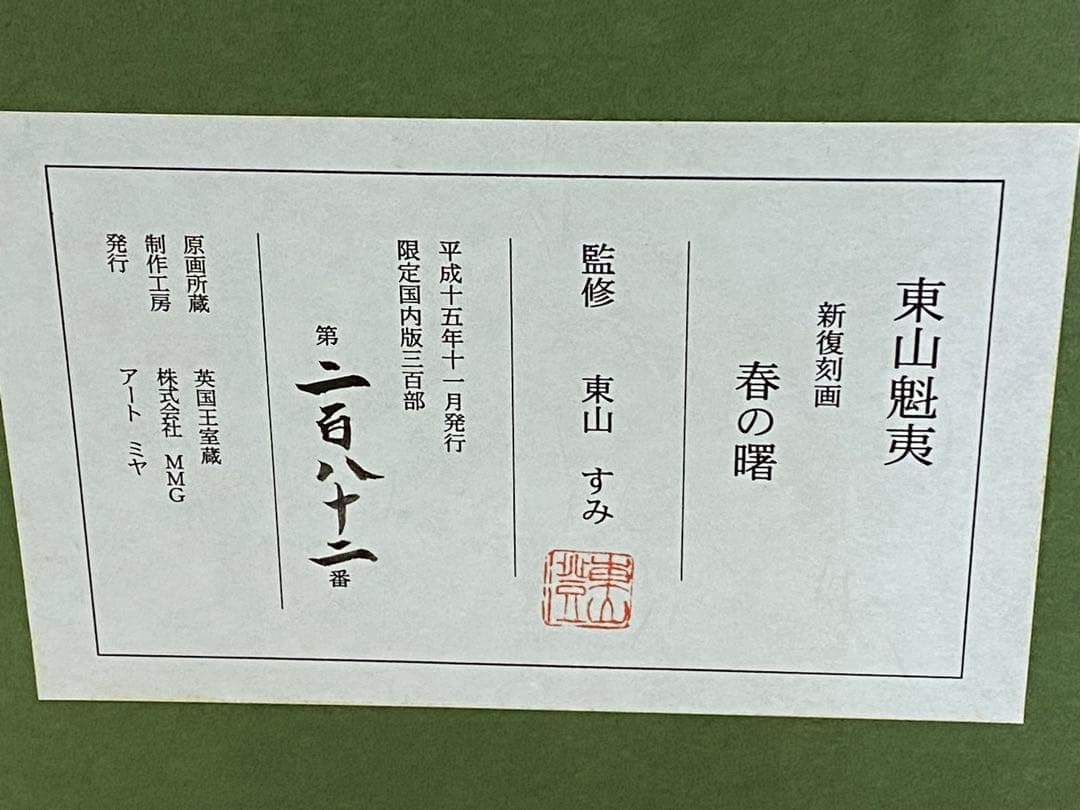 東山魁夷
新復刻画
春の曙
監修 東山 すみ
平成十五年十一月発行
限定国内版三百部
第二百八十二番
原画所蔵 英国王室蔵
制作工房 株式会社 MMG
発行 アート ミヤ